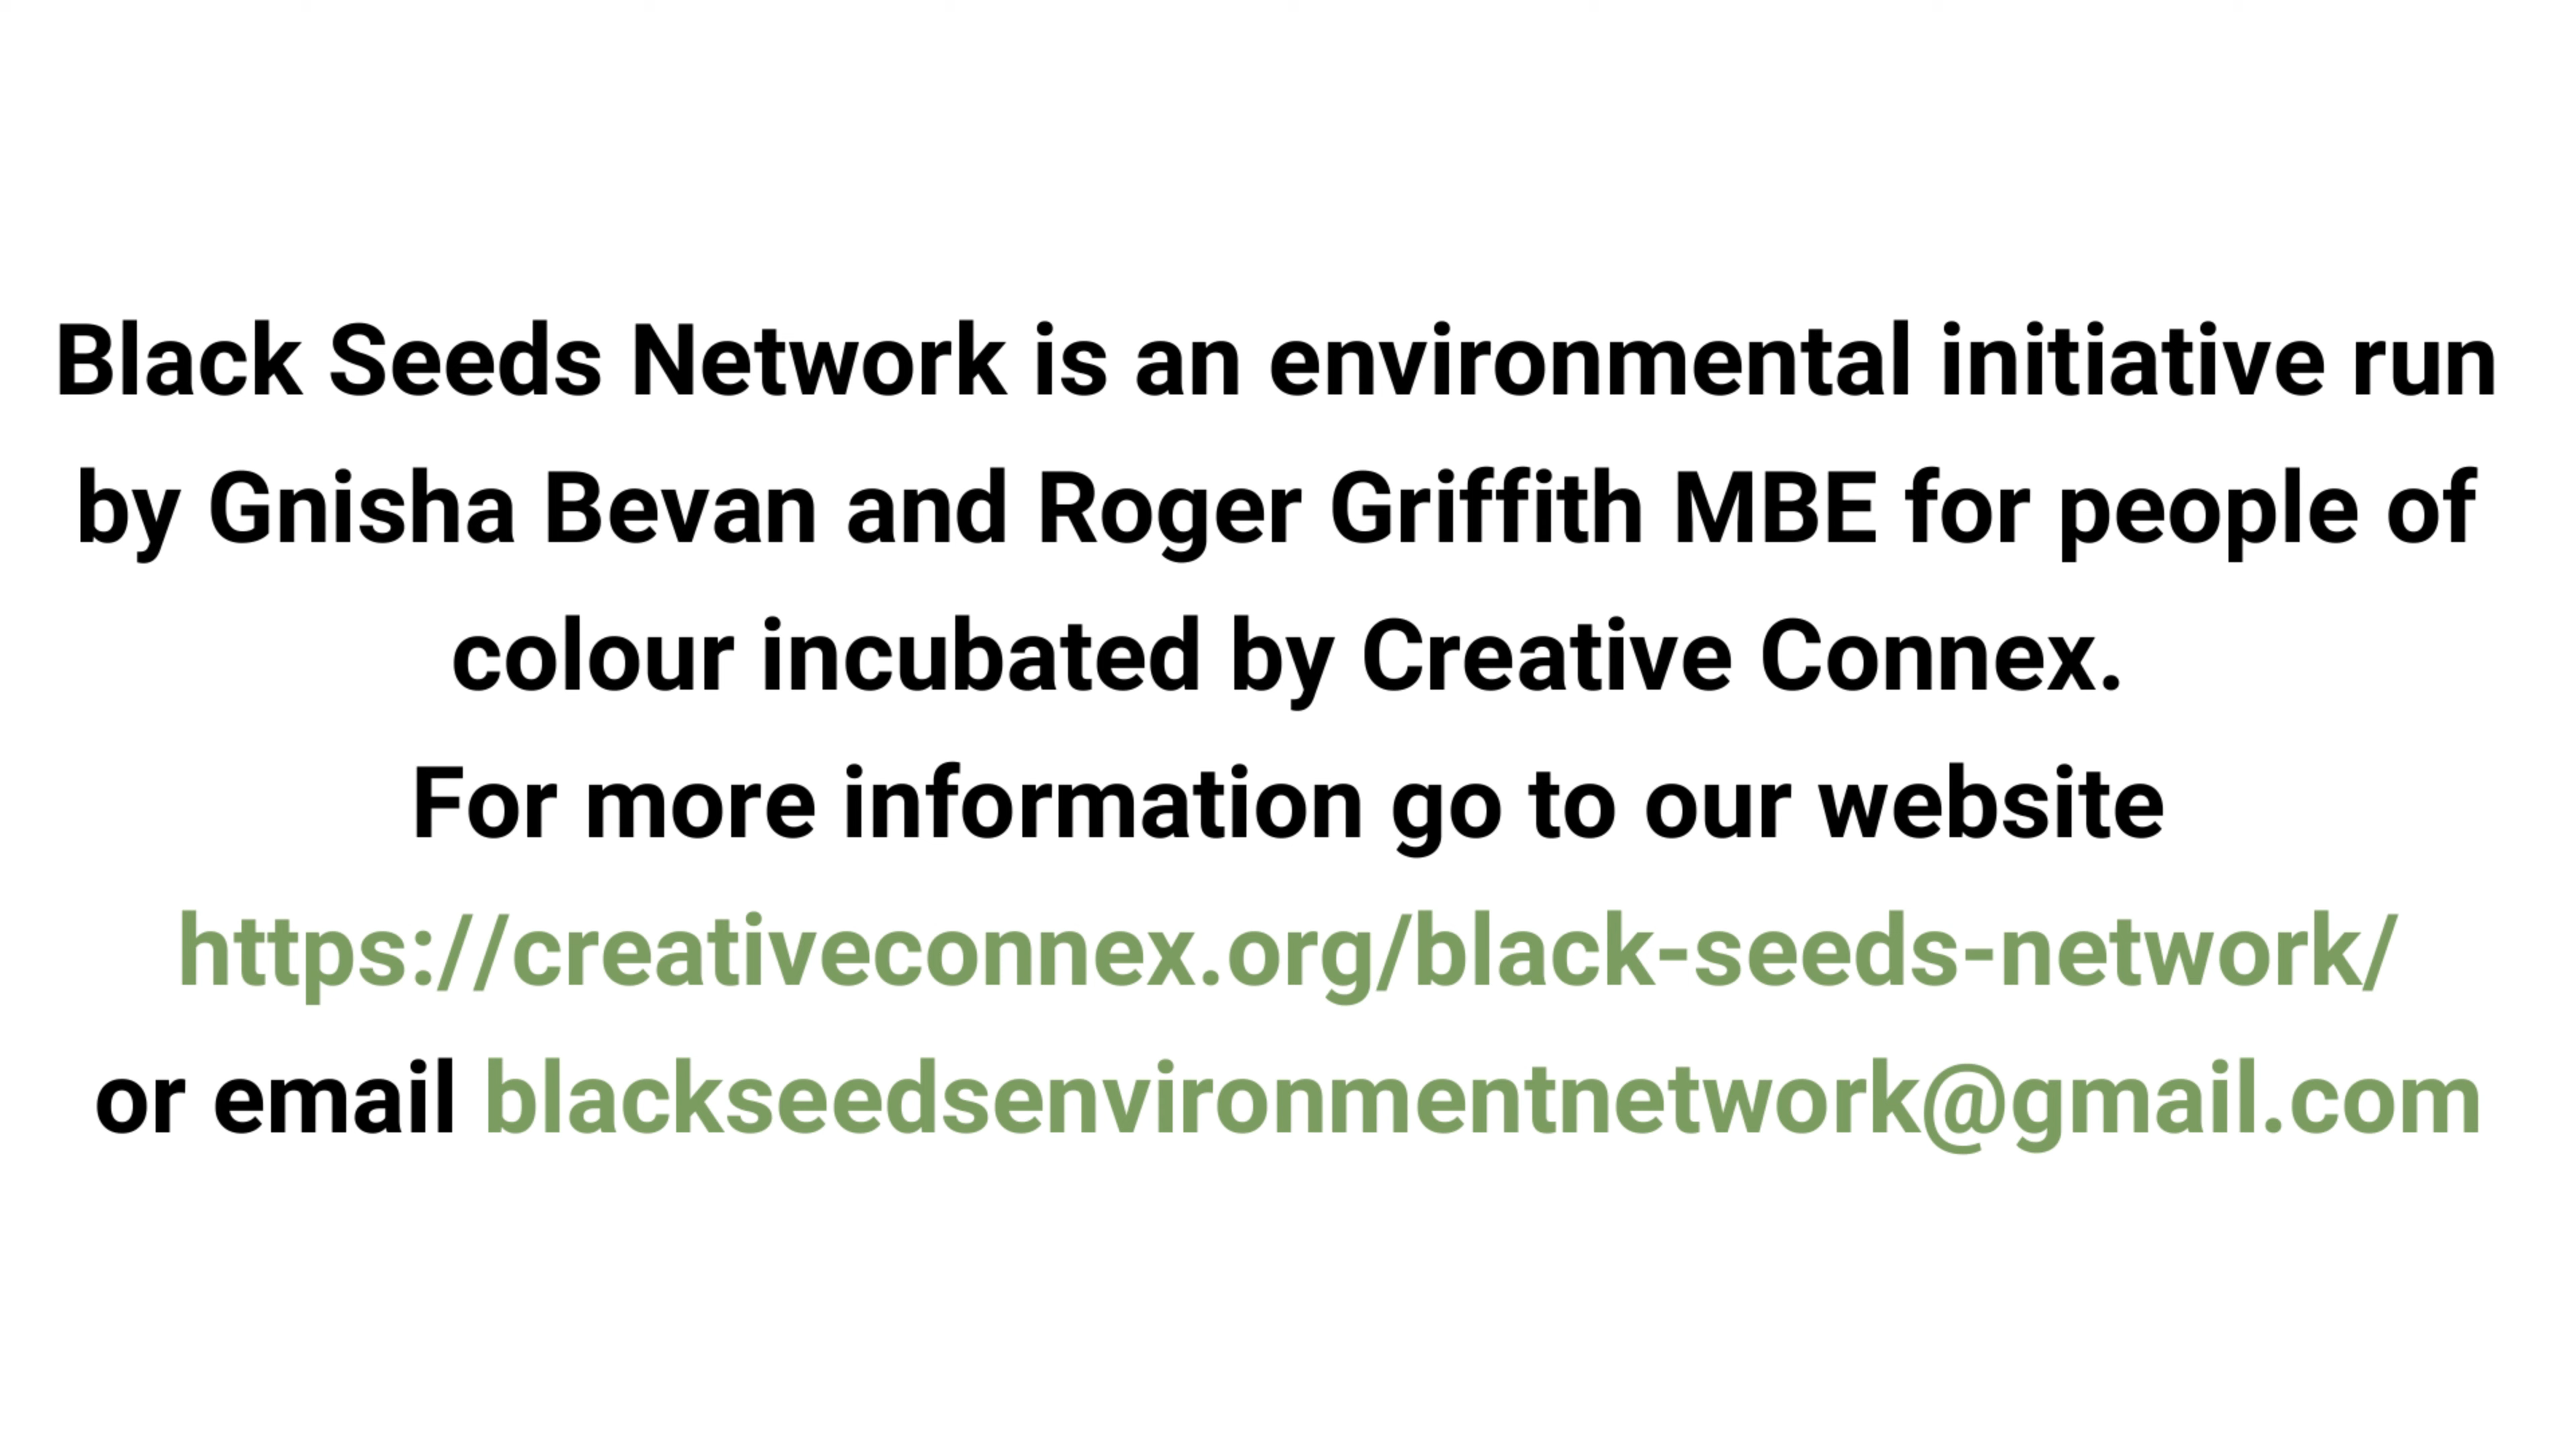 Black Seeds Network is an environmental initiative run
by Gnisha Bevan and Roger Griffith MBE for people of
colour incubated by Creative Connex.
For more information go to our website
https://creativeconnex.org/black-seeds-network/
or email blackseedsenvironmentnetwork@gmail.com